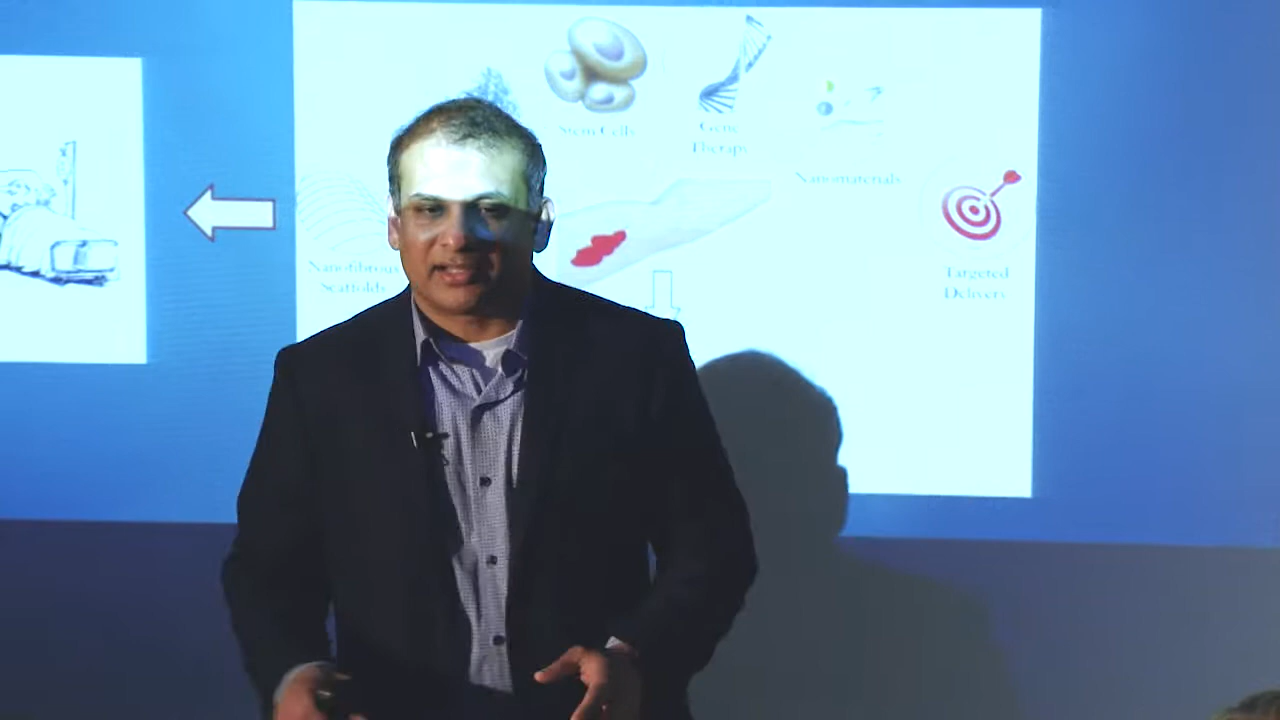 Stem Cells
Gene
Therapy
Nanomaterials
Nanofibrous
Scaffolds
Targeted
Delivery